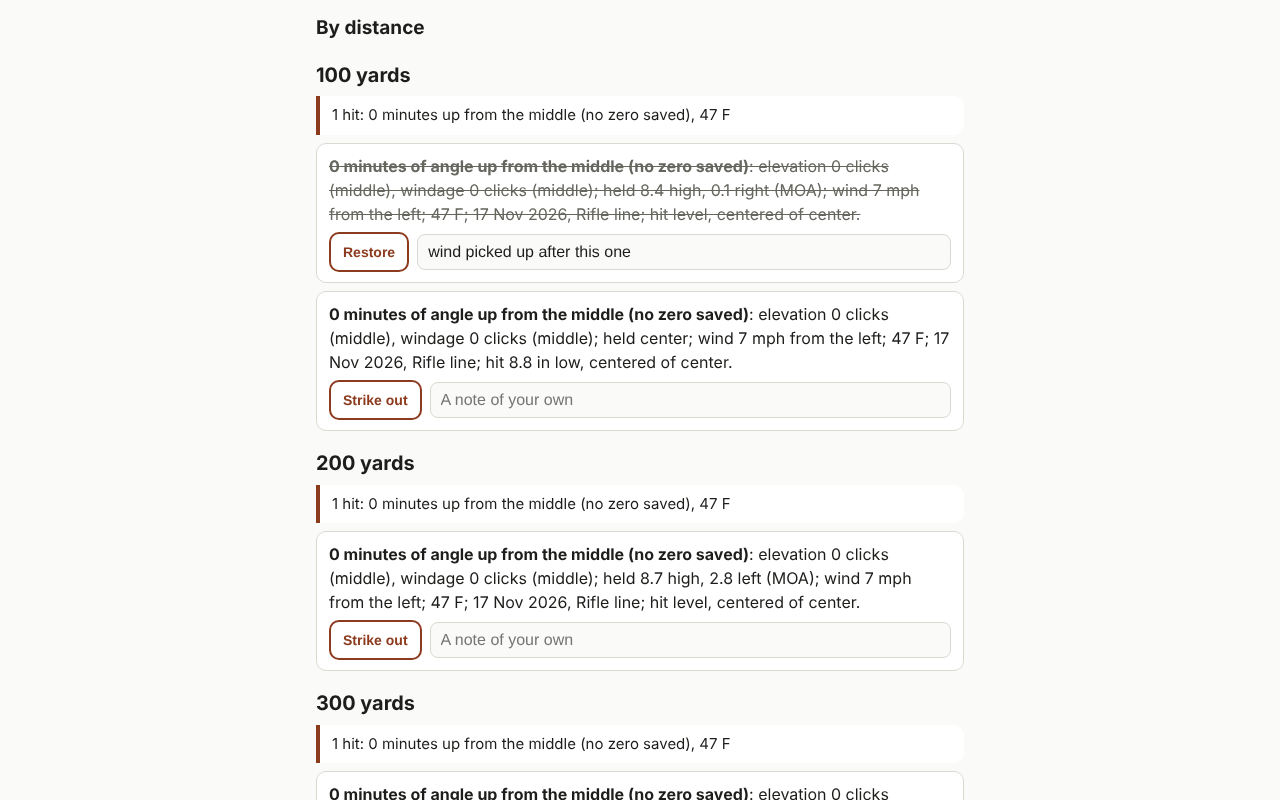 By distance
100 yards
1 hit: 0 minutes up from the middle (no zero saved), 47 F
0 minutes of angle up from the middle (no zero saved): elevation 0 clicks
(middle), windage 0 clicks (middle); held 8.4 high, 0.1 right (MOA); wind 7 mph
from the left; 47 F; 17 Nov 2026, Rifle line; hit level, centered of center.
Restore
wind picked up after this one
0 minutes of angle up from the middle (no zero saved): elevation 0 clicks
(middle), windage 0 clicks (middle); held center; wind 7 mph from the left; 47 F; 17
Nov 2026, Rifle line; hit 8.8 in low, centered of center.
Strike out
A note of your own
200 yards
1 hit: 0 minutes up from the middle (no zero saved), 47 F
0 minutes of angle up from the middle (no zero saved): elevation 0 clicks
(middle), windage 0 clicks (middle); held 8.7 high, 2.8 left (MOA); wind 7 mph
from the left; 47 F; 17 Nov 2026, Rifle line; hit level, centered of center.
Strike out
A note of your own
300 yards
1 hit: 0 minutes up from the middle (no zero saved), 47 F
0 minutes of angle up from the middle (no zero saved): elevation 0 clicks